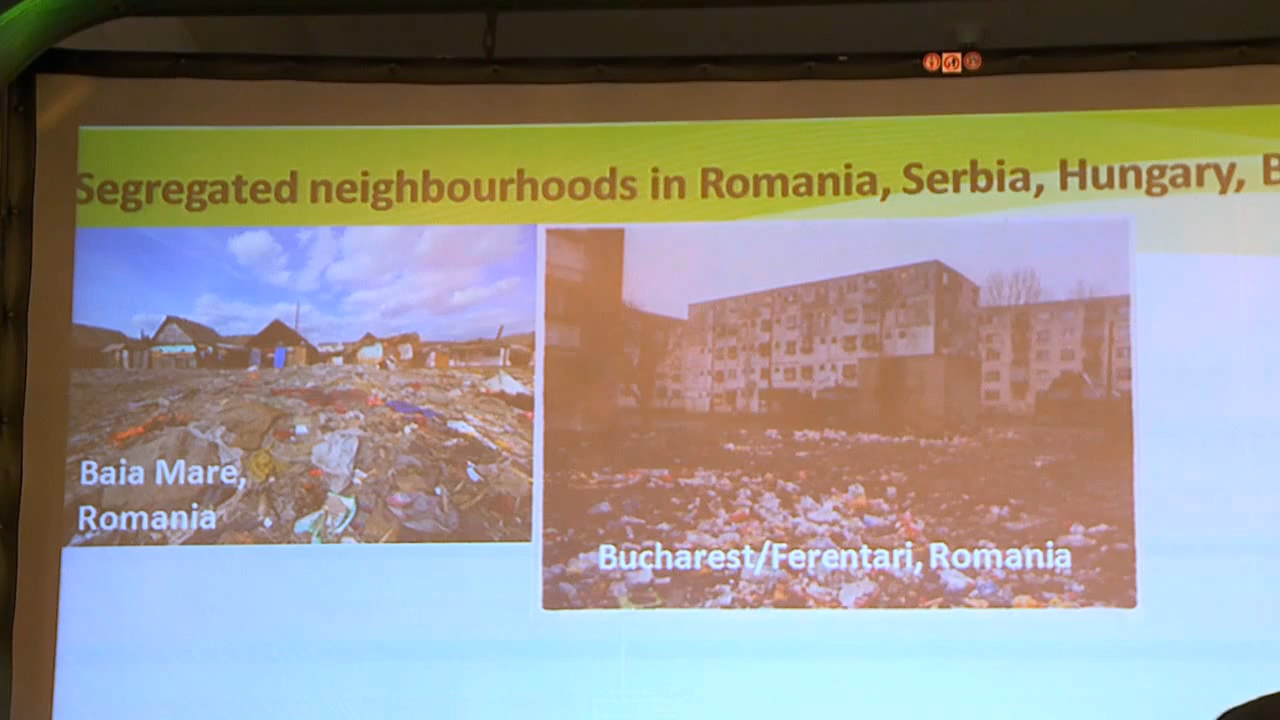 Segregated neighbourhoods in Romania, Serbia, Hungary, B
Baia Mare,
Romania
Bucharest/Ferentari, Romania